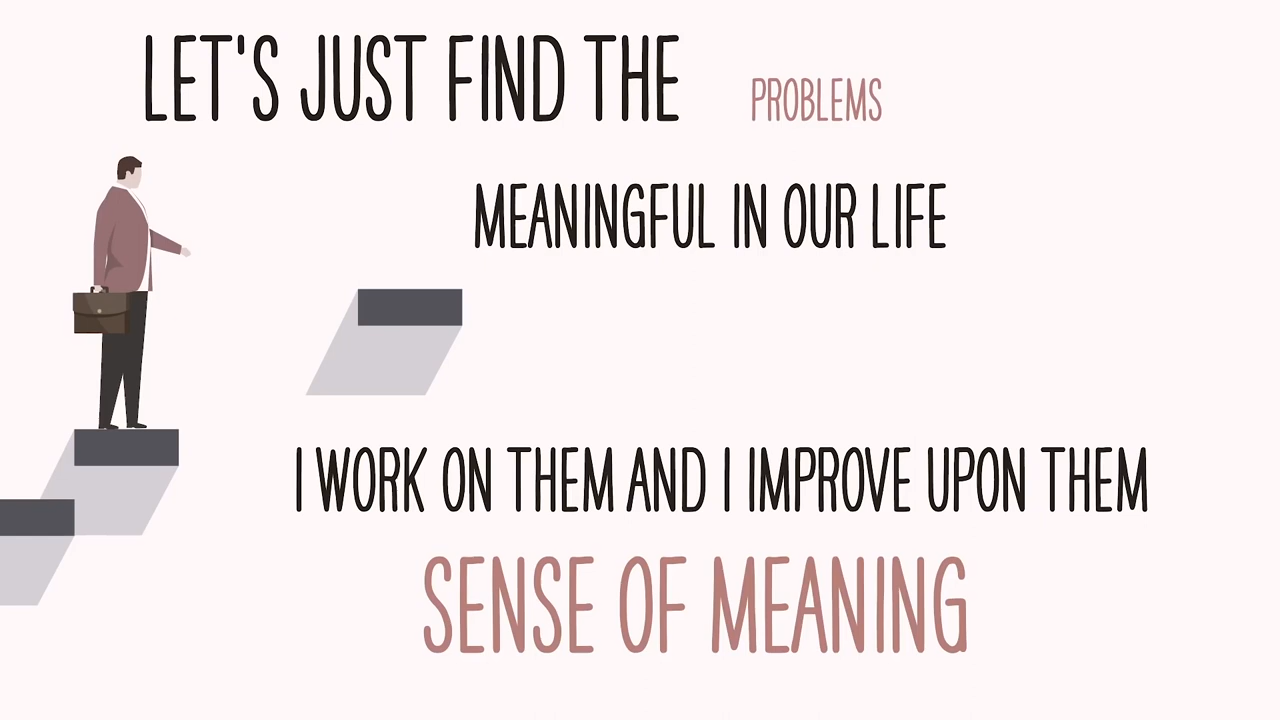 LET'S JUST FIND THE PROBLEMS
MEANINGFUL IN OUR LIFE
I WORK ON THEM AND I IMPROVE UPON THEM
SENSE OF MEANING